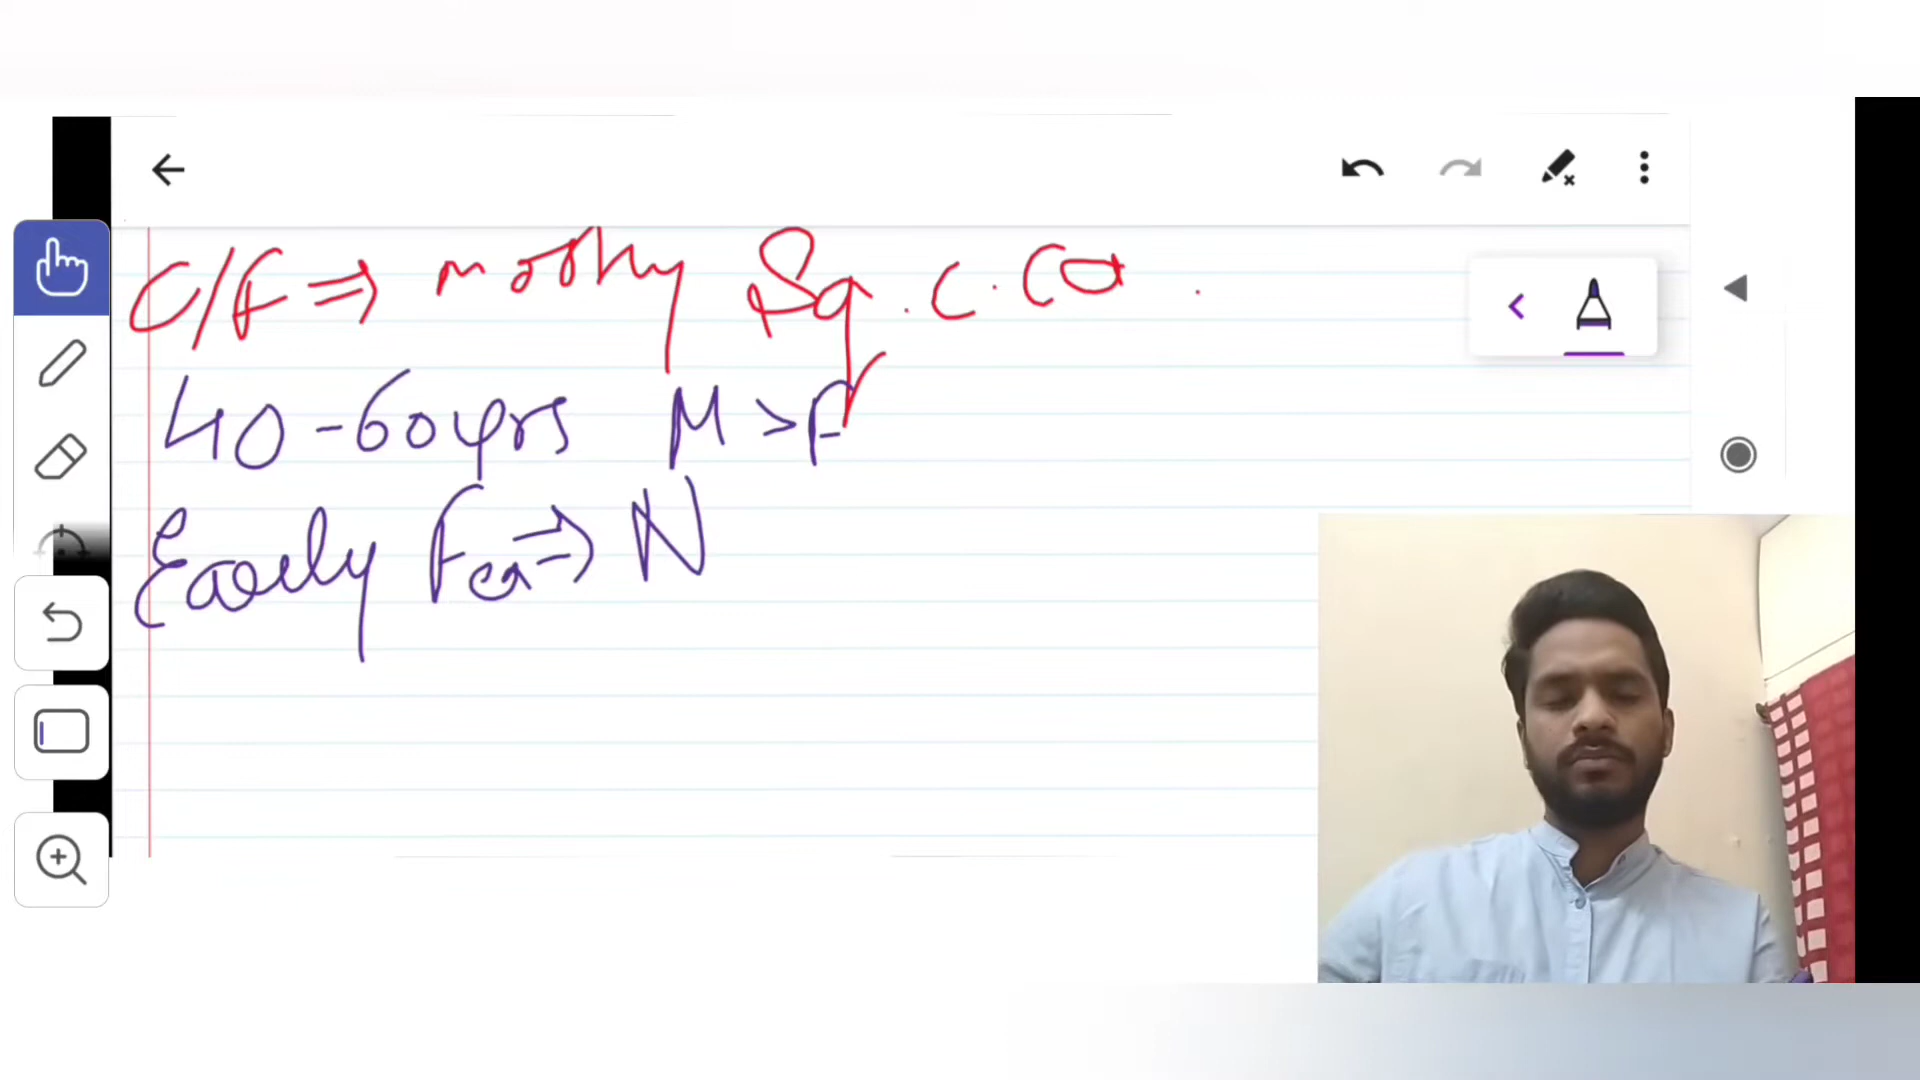 C/F ⇒ mostly Sq. C. Ca.
40-60yrs M > F
Early Fea ⇒ N